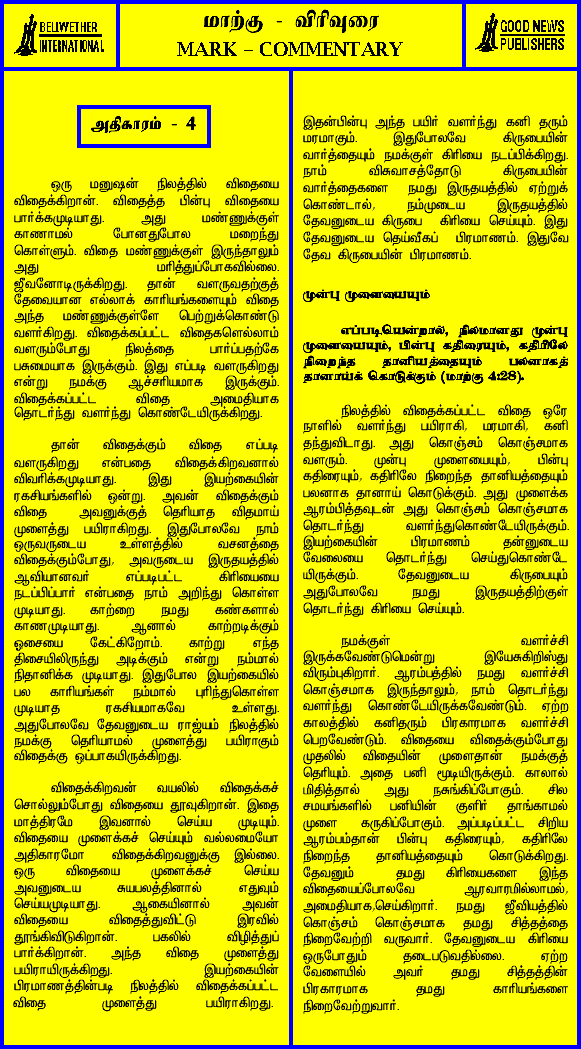 BELLWETHER
INTERNATIONAL
மாற்கு - விரிவுரை
MARK – COMMENTARY
GOOD NEWS
PUBLISHERS
அதிகாரம் - 4
ஒரு மனுஷன் நிலத்தில் விதையை
விதைக்கிறான். விதைத்த பின்பு விதையை
பார்க்கமுடியாது. அது மண்ணுக்குள்
காணாமல் போனதுபோல மறைந்து
கொள்ளும். விதை மண்ணுக்குள் இருந்தாலும்
அது மரித்துப்போகவில்லை.
ஜீவனோடிருக்கிறது. தான் வளருவதற்குத்
தேவையான எல்லாக் காரியங்களையும் விதை
அந்த மண்ணுக்குள்ளே பெற்றுக்கொண்டு
வளர்கிறது. விதைக்கப்பட்ட விதைகளெல்லாம்
வளரும்போது நிலத்தை பார்ப்பதற்கே
பசுமையாக இருக்கும். இது எப்படி வளருகிறது
என்று நமக்கு ஆச்சரியமாக இருக்கும்.
விதைக்கப்பட்ட விதை அமைதியாக
தொடர்ந்து வளர்ந்து கொண்டேயிருக்கிறது.
தான் விதைக்கும் விதை எப்படி
வளருகிறது என்பதை விதைக்கிறவனால்
விவரிக்கமுடியாது. இது இயற்கையின்
ரகசியங்களில் ஒன்று. அவன் விதைக்கும்
விதை அவனுக்குத் தெரியாத விதமாய்
முளைத்து பயிராகிறது. இதுபோலவே நாம்
ஒருவருடைய உள்ளத்தில் வசனத்தை
விதைக்கும்போது, அவருடைய இருதயத்தில்
ஆவியானவர் எப்படிபட்ட கிரியையை
நடப்பிப்பார் என்பதை நாம் அறிந்து கொள்ள
முடியாது. காற்றை நமது கண்களால்
காணமுடியாது. ஆனால் காற்றடிக்கும்
ஓசையை கேட்கிறோம். காற்று எந்த
திசையிலிருந்து அடிக்கும் என்று நம்மால்
நிதானிக்க முடியாது. இதுபோல இயற்கையில்
பல காரியங்கள் நம்மால் புரிந்துகொள்ள
முடியாத ரகசியமாகவே உள்ளது.
அதுபோலவே தேவனுடைய ராஜ்யம் நிலத்தில்
நமக்கு தெரியாமல் முளைத்து பயிராகும்
விதைக்கு ஒப்பாகயிருக்கிறது.
விதைக்கிறவன் வயலில் விதைக்கச்
சொல்லும்போது விதையை தூவுகிறான். இதை
மாத்திரமே இவனால் செய்ய முடியும்.
விதையை முளைக்கச் செய்யும் வல்லமையோ
அதிகாரமோ விதைக்கிறவனுக்கு இல்லை.
ஒரு விதையை முளைக்கச் செய்ய
அவனுடைய சுயபலத்தினால் எதுவும்
செய்யமுடியாது. ஆகையினால் அவன்
விதையை விதைத்துவிட்டு இரவில்
தூங்கிவிடுகிறான். பகலில் விழித்துப்
பார்க்கிறான். அந்த விதை முளைத்து
பயிராயிருக்கிறது. இயற்கையின்
பிரமாணத்தின்படி நிலத்தில் விதைக்கப்பட்ட
விதை முளைத்து பயிராகிறது.
இதன்பின்பு அந்த பயிர் வளர்ந்து கனி தரும்
மரமாகும். இதுபோலவே கிருபையின்
வார்த்தையும் நமக்குள் கிரியை நடப்பிக்கிறது.
நாம் விசுவாசத்தோடு கிருபையின்
வார்த்தைகளை நமது இருதயத்தில் ஏற்றுக்
கொண்டால், நம்முடைய இருதயத்தில்
தேவனுடைய கிருபை கிரியை செய்யும். இது
தேவனுடைய தெய்வீகப் பிரமாணம். இதுவே
தேவ கிருபையின் பிரமாணம்.
முன்பு முளையையும்
எப்படியென்றால், நிலமானது முன்பு
முளையையும், பின்பு கதிரையும், கதிரிலே
நிறைந்த தானியத்தையும் பலனாகத்
தானாய்க் கொடுக்கும் (மாற்கு 4:28).
நிலத்தில் விதைக்கப்பட்ட விதை ஒரே
நாளில் வளர்ந்து பயிராகி, மரமாகி, கனி
தந்துவிடாது. அது கொஞ்சம் கொஞ்சமாக
வளரும். முன்பு முளையையும், பின்பு
கதிரையும், கதிரிலே நிறைந்த தானியத்தையும்
பலனாக தானாய் கொடுக்கும். அது முளைக்க
ஆரம்பித்தவுடன் அது கொஞ்சம் கொஞ்சமாக
தொடர்ந்து வளர்ந்துகொண்டேயிருக்கும்.
இயற்கையின் பிரமாணம் தன்னுடைய
வேலையை தொடர்ந்து செய்துகொண்டே
யிருக்கும். தேவனுடைய கிருபையும்
அதுபோலவே நமது இருதயத்திற்குள்
தொடர்ந்து கிரியை செய்யும்.
நமக்குள் வளர்ச்சி
இருக்கவேண்டுமென்று இயேசுகிறிஸ்து
விரும்புகிறார். ஆரம்பத்தில் நமது வளர்ச்சி
கொஞ்சமாக இருந்தாலும், நாம் தொடர்ந்து
வளர்ந்து கொண்டேயிருக்கவேண்டும். ஏற்ற
காலத்தில் கனிதரும் பிரகாரமாக வளர்ச்சி
பெறவேண்டும். விதையை விதைக்கும்போது
முதலில் விதையின் முளைதான் நமக்குத்
தெரியும். அதை பனி மூடியிருக்கும். காலால்
மிதித்தால் அது நசுங்கிப்போகும். சில
சமயங்களில் பனியின் குளிர் தாங்காமல்
முளை கருகிப்போகும். அப்படிப்பட்ட சிறிய
ஆரம்பம்தான் பின்பு கதிரையும், கதிரிலே
நிறைந்த தானியத்தையும் கொடுக்கிறது.
தேவனும் தமது கிரியைகளை இந்த
விதையைப்போலவே ஆரவாரமில்லாமல்,
அமைதியாக,செய்கிறார். நமது ஜீவியத்தில்
கொஞ்சம் கொஞ்சமாக தமது சித்தத்தை
நிறைவேற்றி வருவார். தேவனுடைய கிரியை
ஒருபோதும் தடைபடுவதில்லை. ஏற்ற
வேளையில் அவர் தமது சித்தத்தின்
பிரகாரமாக தமது காரியங்களை
நிறைவேற்றுவார்.